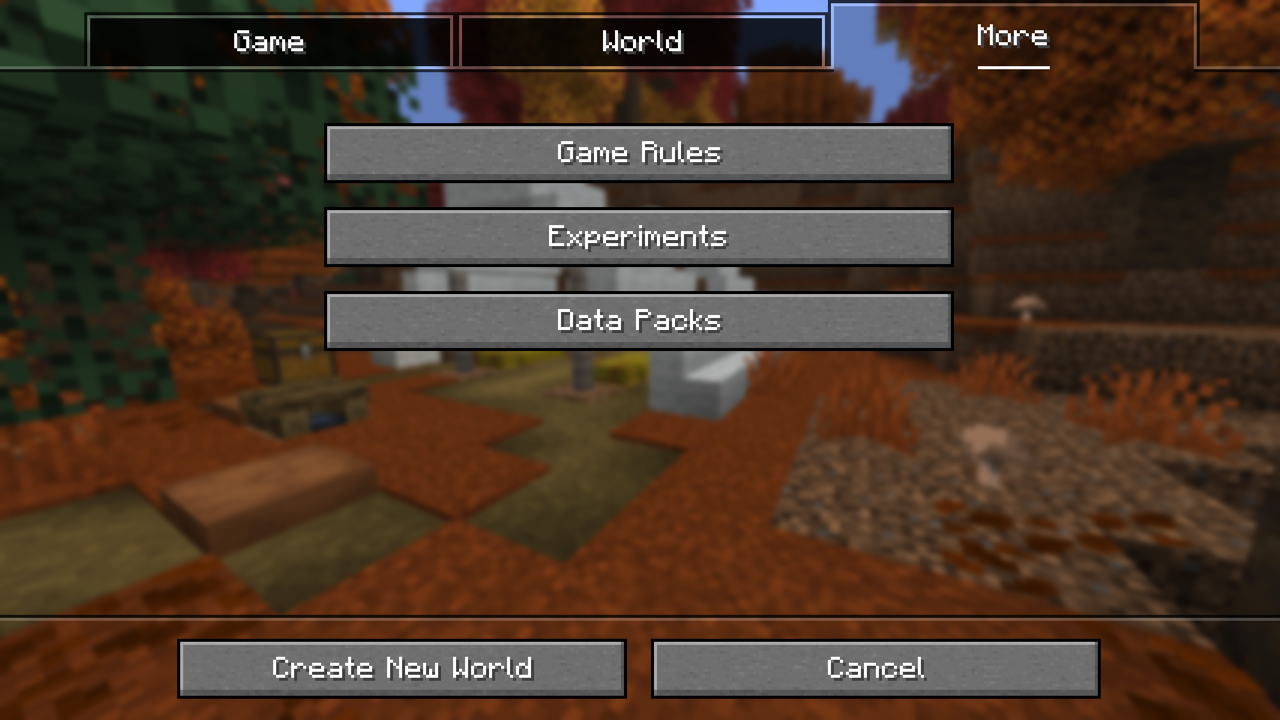 Game
World
More
Game Rules
Experiments
Data Packs
Create New World
Cancel